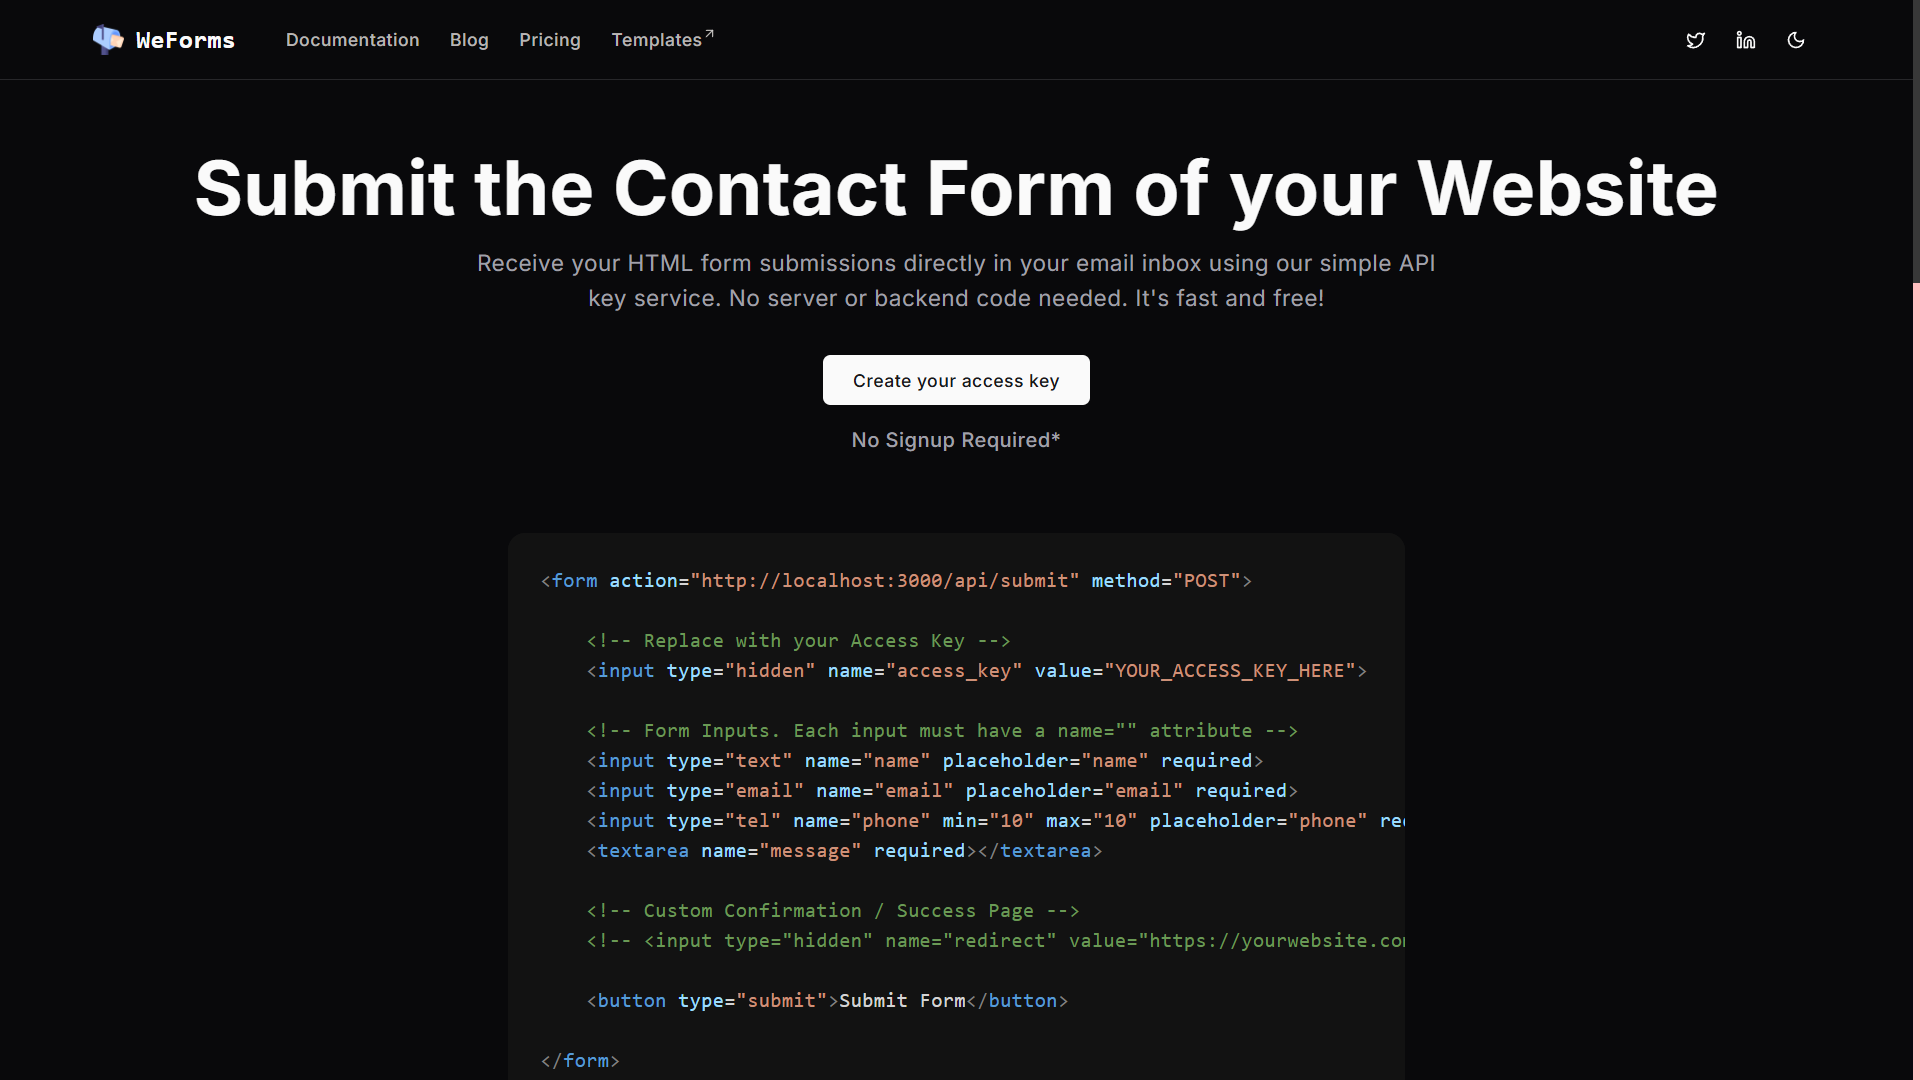 WeForms
Documentation
Blog
Pricing
Templates
Submit the Contact Form of your Website
Receive your HTML form submissions directly in your email inbox using our simple API
key service. No server or backend code needed. It's fast and free!
Create your access key
No Signup Required*
<form action="http://localhost:3000/api/submit" method="POST">
<!-- Replace with your Access Key -->
<input type="hidden" name="access_key" value="YOUR_ACCESS_KEY_HERE">
<!-- Form Inputs. Each input must have a name="" attribute -->
<input type="text" name="name" placeholder="name" required>
<input type="email" name="email" placeholder="email" required>
<input type="tel" name="phone" min="10" max="10" placeholder="phone"
<textarea name="message" required></textarea>
<!-- Custom Confirmation / Success Page -->
<!-- <input type="hidden" name="redirect" value="https://yourwebsite.co
<button type="submit">Submit Form</button>
</form>